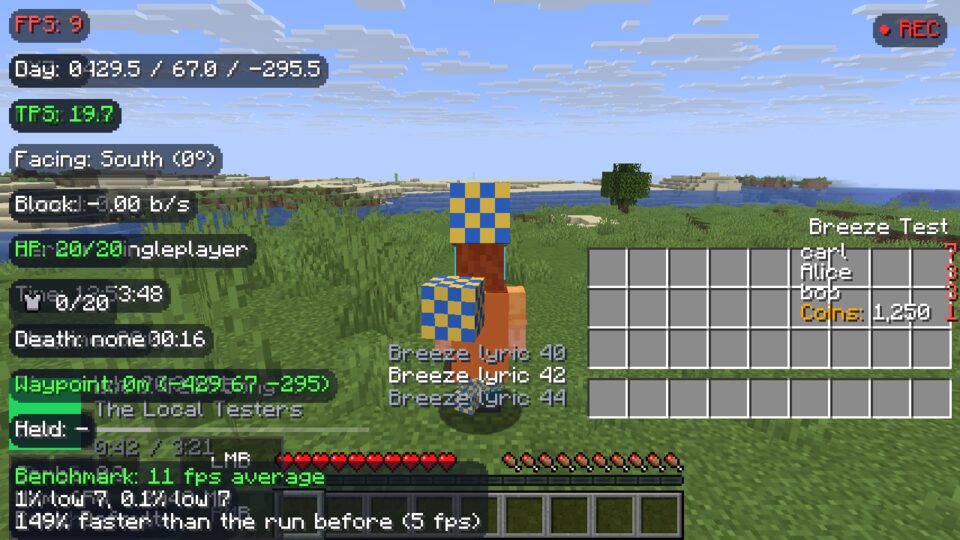 FPS: 9
REC
Day: 0429.5 / 67.0 / -295.5
TPS: 19.7
Facing: South (0°)
Block: -.00 b/s
HP: 20/20 ingleplayer
Breeze Test
carl 7
Alice 3
bob 3
Coins: 1,250 1
Time: 12:53:48
0/20
Death: none 00:16
Breeze lyric 40
Breeze lyric 42
Breeze lyric 44
Waypoint: 0m (-429 67 -295)
The Local Testers
Held: -
0:42 / 3:21
LMB
Benchmark: 11 fps average
1% low 7, 0.1% low 7
149% faster than the run before (5 fps)